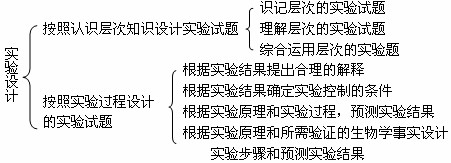 实验设计
按照认识层次知识设计实验试题
识记层次的实验试题
理解层次的实验试题
综合运用层次的实验题
按照实验过程设计
的实验试题
根据实验结果提出合理的解释
根据实验结果确定实验控制的条件
根据实验原理和实验过程，预测实验结果
根据实验原理和所需验证的生物学事实设计
实验步骤和预测实验结果